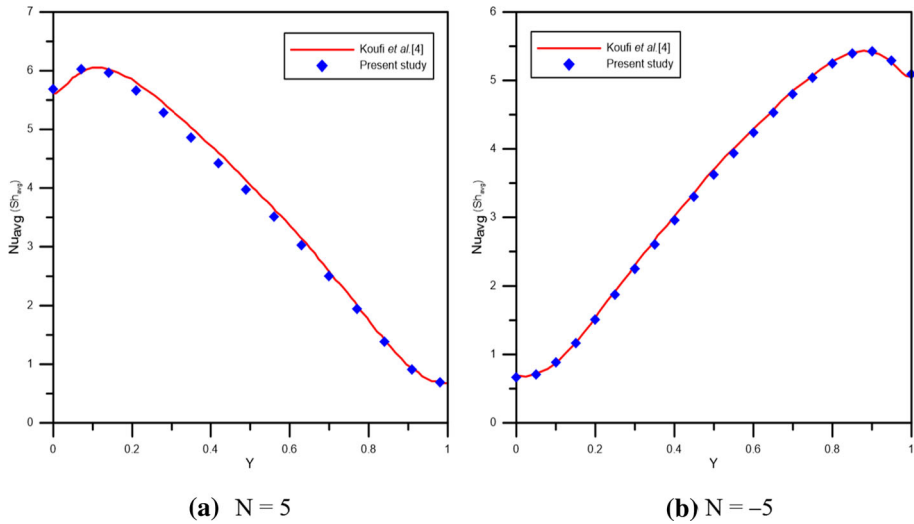 7
6
5
4
3
2
1
0
Nuavg (Shavg)
Koufi et al.[4]
Present study
0
0.2
0.4
0.6
0.8
1
Y
(a) N = 5
6
5
4
3
2
1
0
Nuavg (Shavg)
Koufi et al.[4]
Present study
0
0.2
0.4
0.6
0.8
1
Y
(b) N = −5